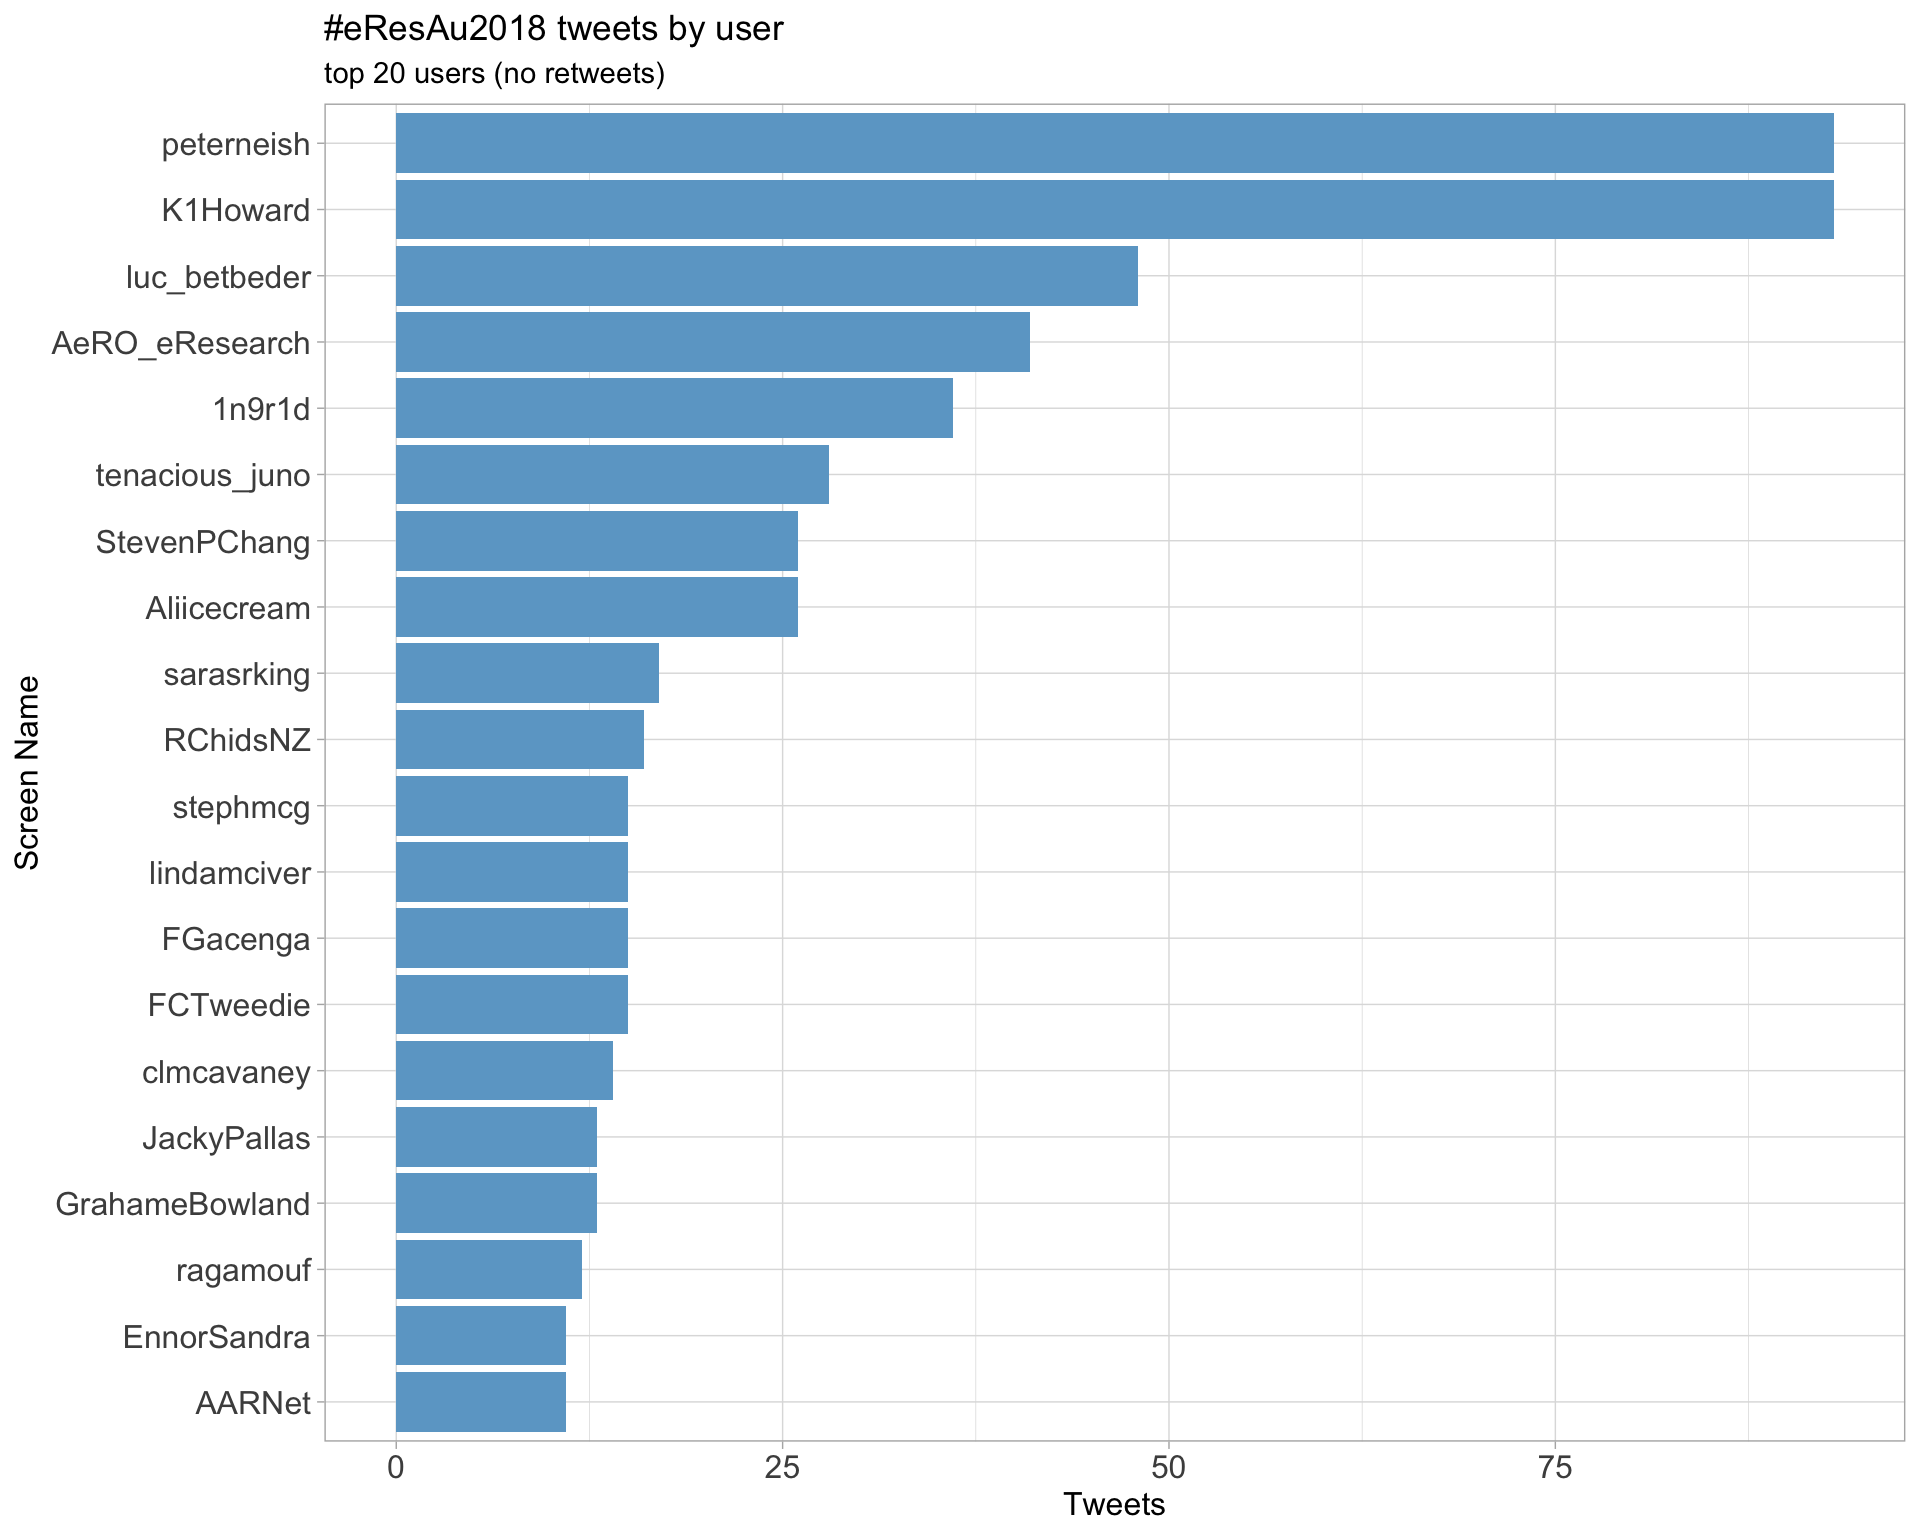 #eResAu2018 tweets by user
top 20 users (no retweets)
Screen Name
peterneish
K1Howard
luc_betbeder
AeRO_eResearch
1n9r1d
tenacious_juno
StevenPChang
Aliicecream
sarasrking
RChidsNZ
stephmcg
lindamciver
FGacenga
FCTweedie
clmcavaney
JackyPallas
GrahameBowland
ragamouf
EnnorSandra
AARNet
0 25 50 75
Tweets